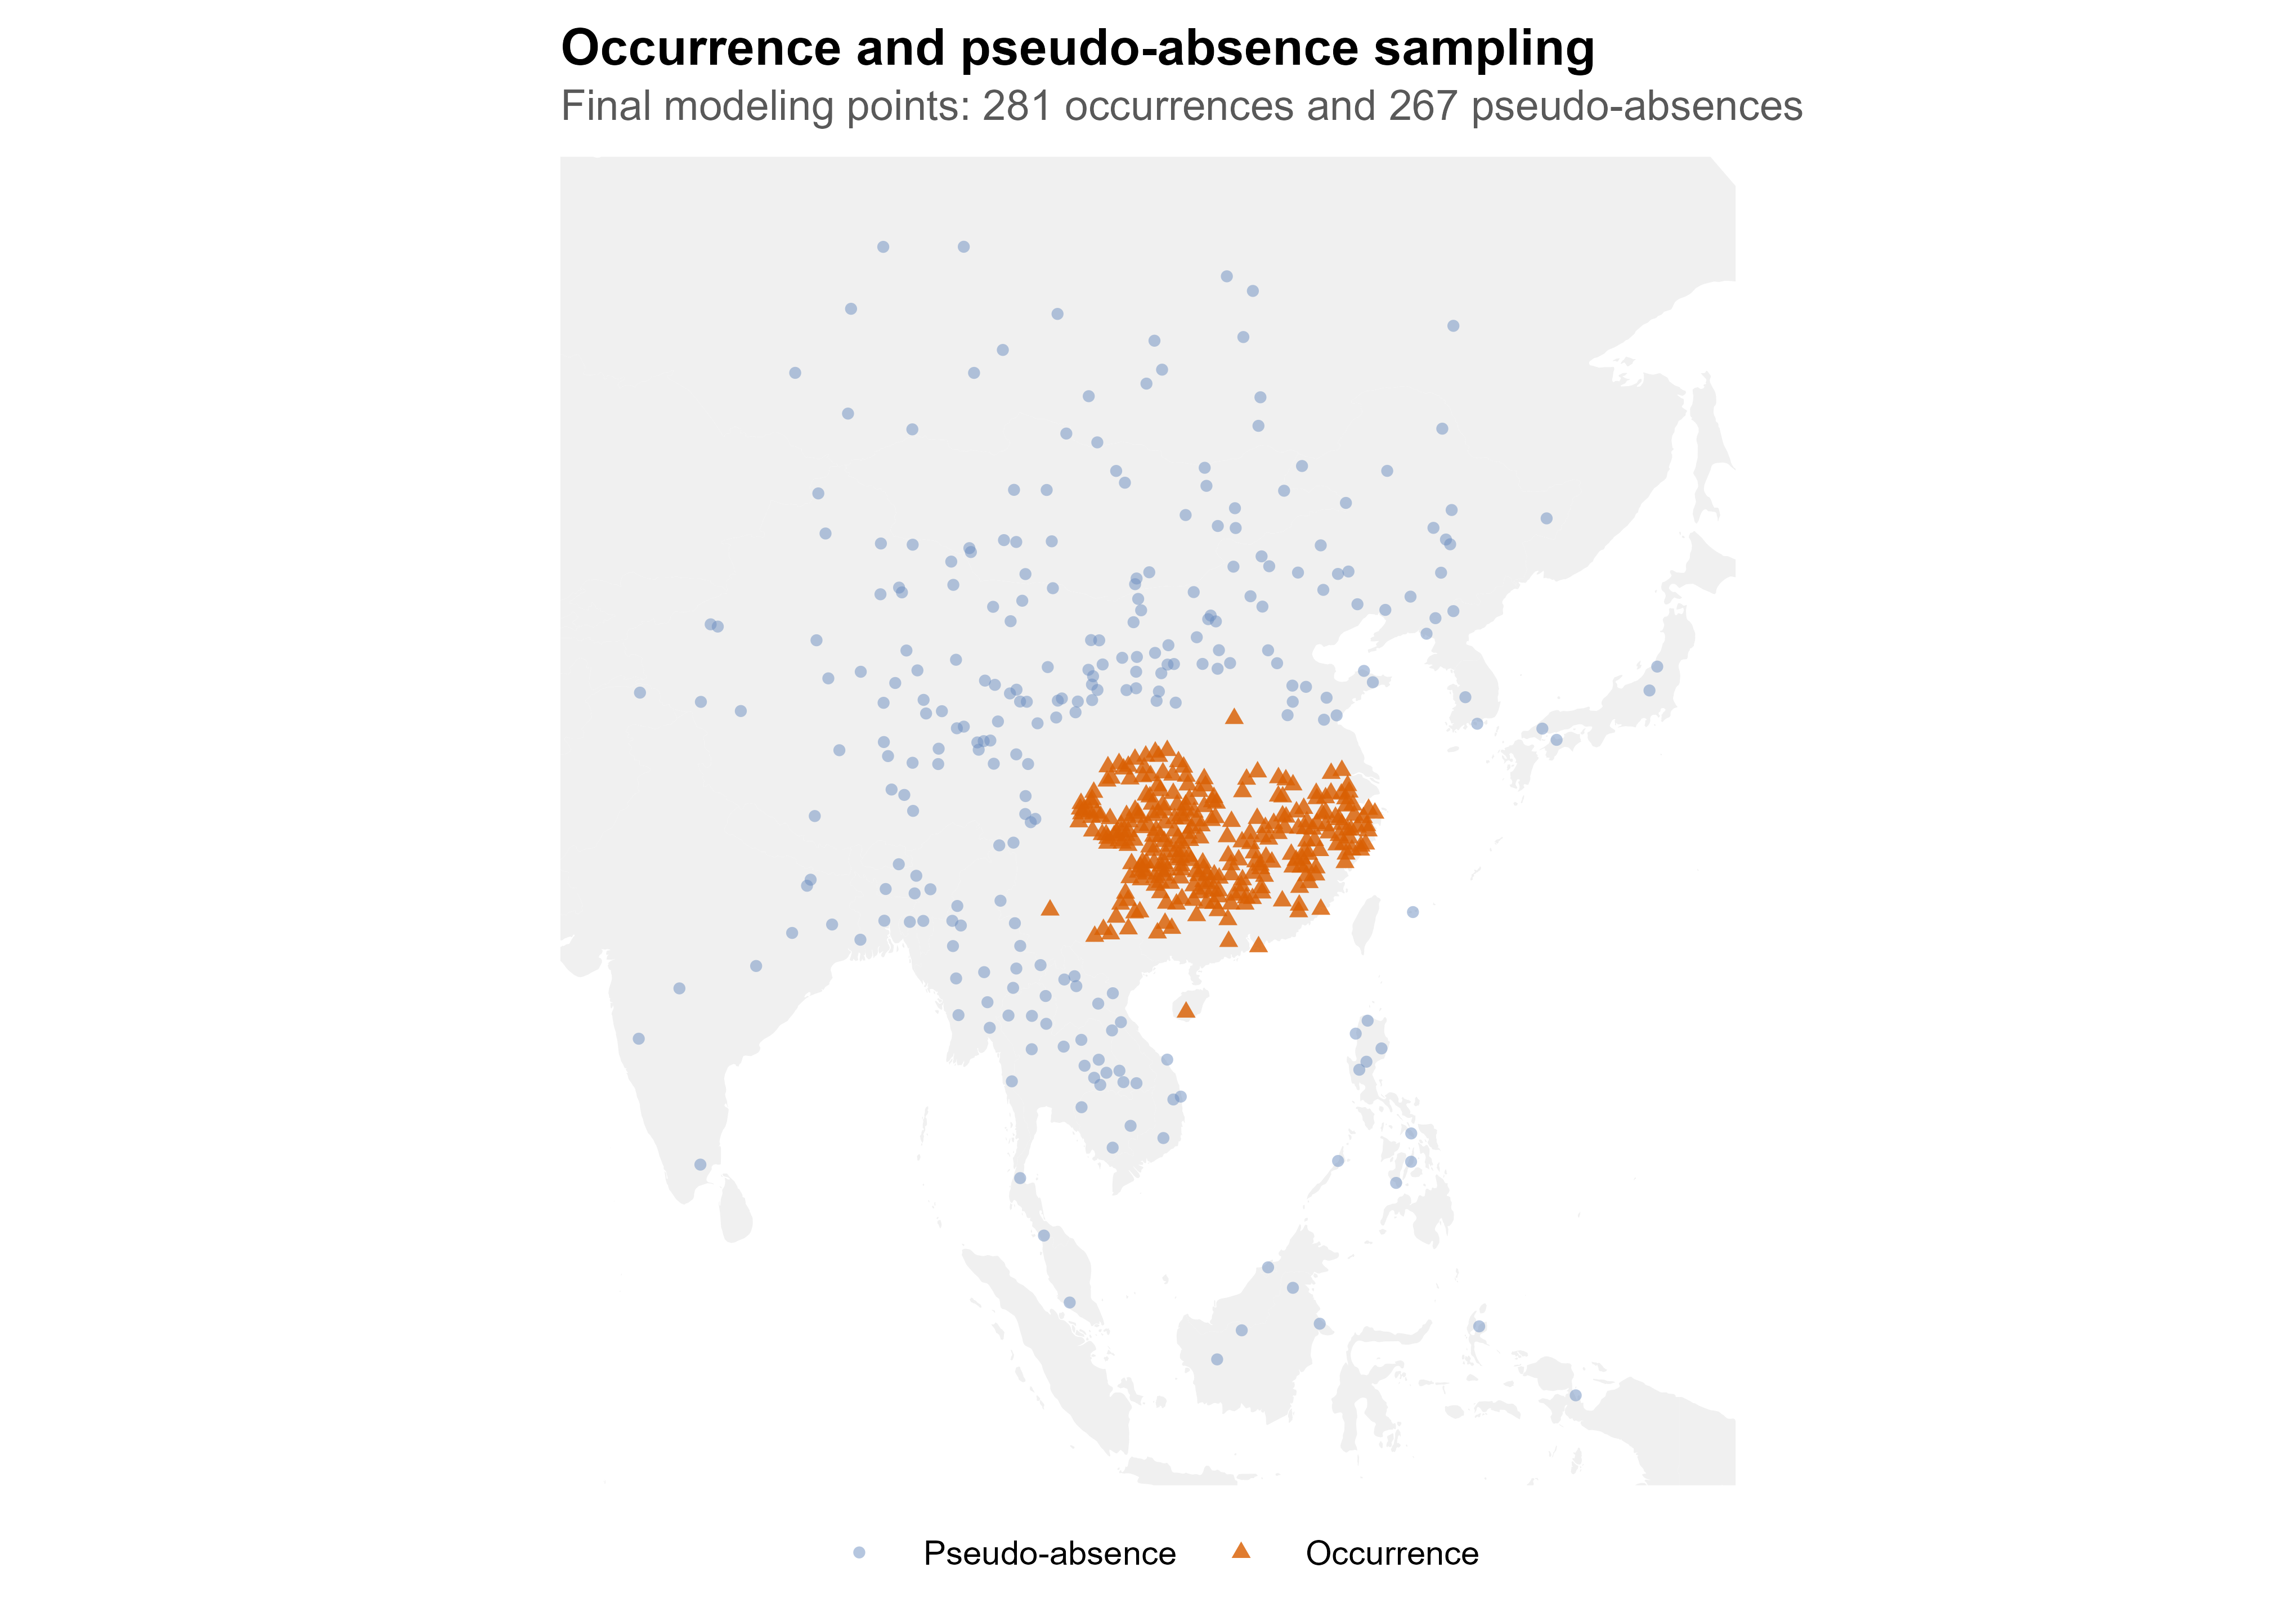 Occurrence and pseudo-absence sampling
Final modeling points: 281 occurrences and 267 pseudo-absences
Pseudo-absence
Occurrence